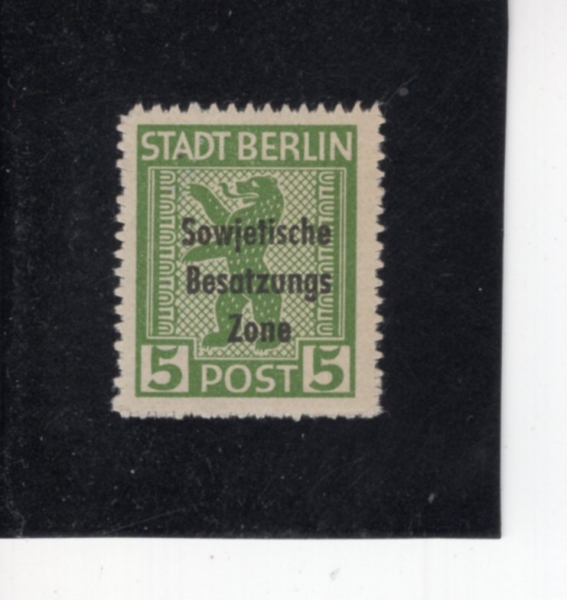 STADT BERLIN
Sowjetische
Besatzungs
Zone
5 POST 5